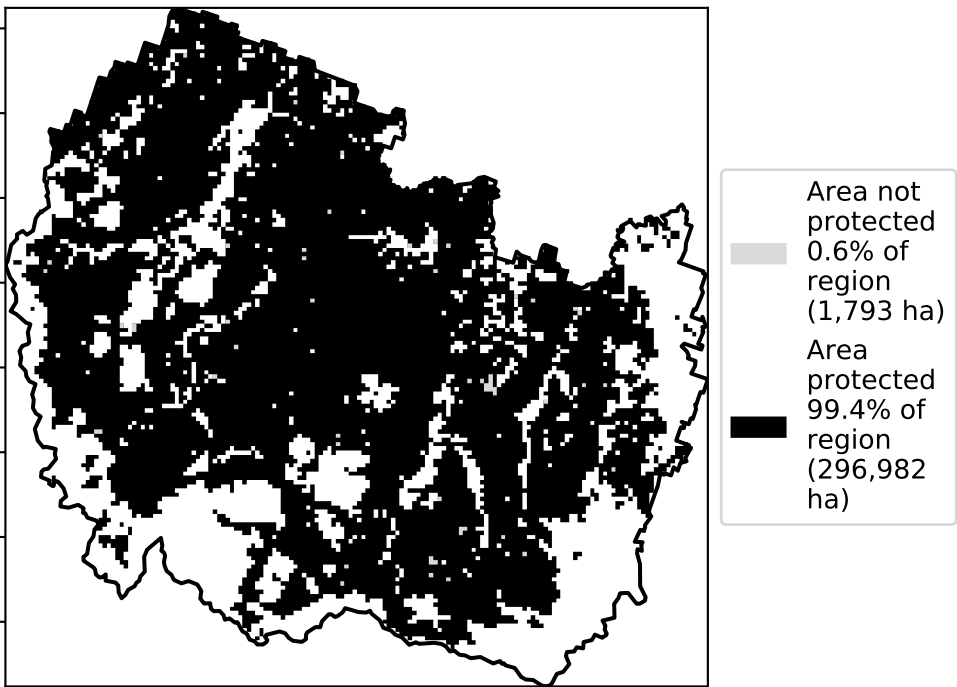 Area not
protected
0.6% of
region
(1,793 ha)
Area
protected
99.4% of
region
(296,982
ha)